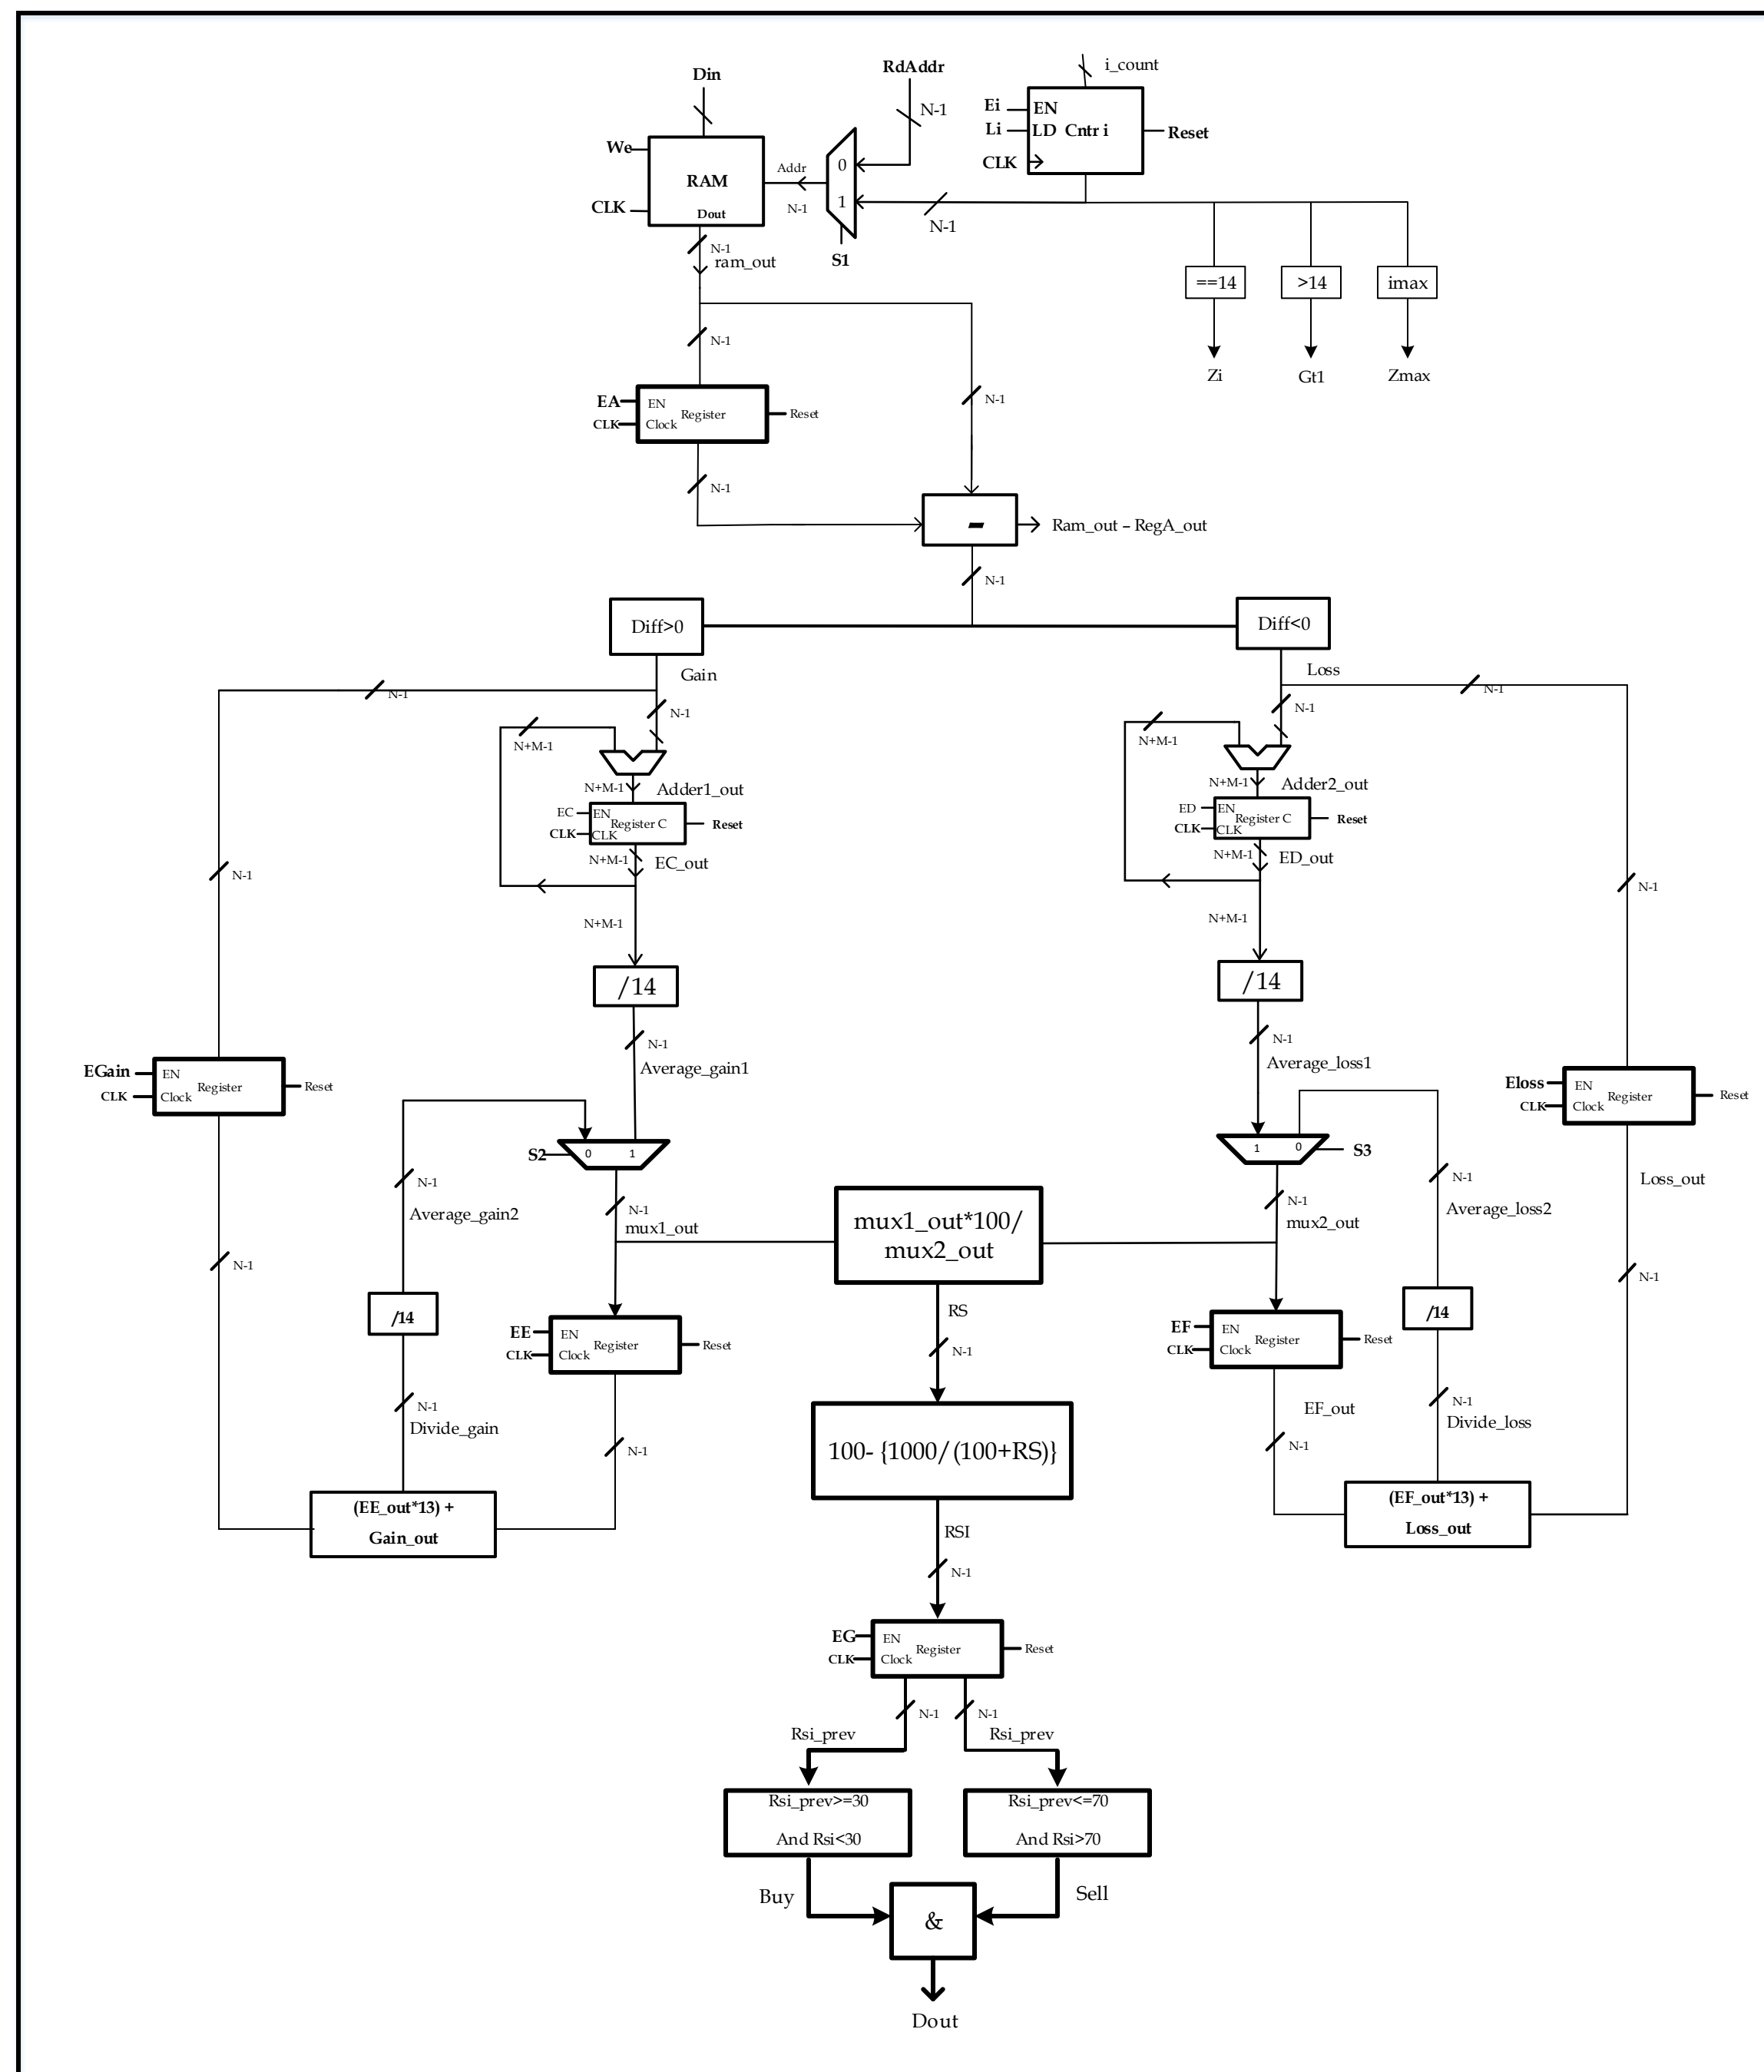 Din
RdAddr
N-1
i_count
Ei
EN
Li
LD Cntr i
CLK
Reset
We
RAM
CLK
Dout
Addr
N-1
0
1
S1
N-1
N-1
ram_out
==14
>14
imax
Zi
Gt1
Zmax
N-1
EA
EN
Register
CLK
Clock
Reset
N-1
N-1
-
Ram_out – RegA_out
N-1
Diff>0
Diff<0
Gain
Loss
N-1
N-1
N-1
N-1
N+M-1
N+M-1
N+M-1
Adder1_out
N+M-1
Adder2_out
EC
EN
Register C
CLK
CLK
Reset
ED
EN
Register C
CLK
CLK
Reset
N+M-1
EC_out
N+M-1
ED_out
N-1
N-1
N+M-1
N+M-1
/14
/14
N-1
Average_gain1
N-1
Average_loss1
EGain
EN
Register
CLK
Clock
Reset
Eloss
EN
Register
CLK
Clock
Reset
S2
0
1
1
0
S3
N-1
Average_gain2
N-1
mux1_out
mux1_out*100/
mux2_out
N-1
mux2_out
N-1
Average_loss2
Loss_out
N-1
N-1
/14
/14
EE
EN
Register
CLK
Clock
Reset
RS
N-1
EF
EN
Register
CLK
Clock
Reset
N-1
Divide_gain
N-1
100- {1000/(100+RS)}
EF_out
N-1
N-1
Divide_loss
(EE_out*13) +
Gain_out
(EF_out*13) +
Loss_out
RSI
N-1
EG
EN
Register
CLK
Clock
Reset
N-1
N-1
Rsi_prev
Rsi_prev
Rsi_prev>=30
And Rsi<30
Rsi_prev<=70
And Rsi>70
Buy
Sell
&
Dout